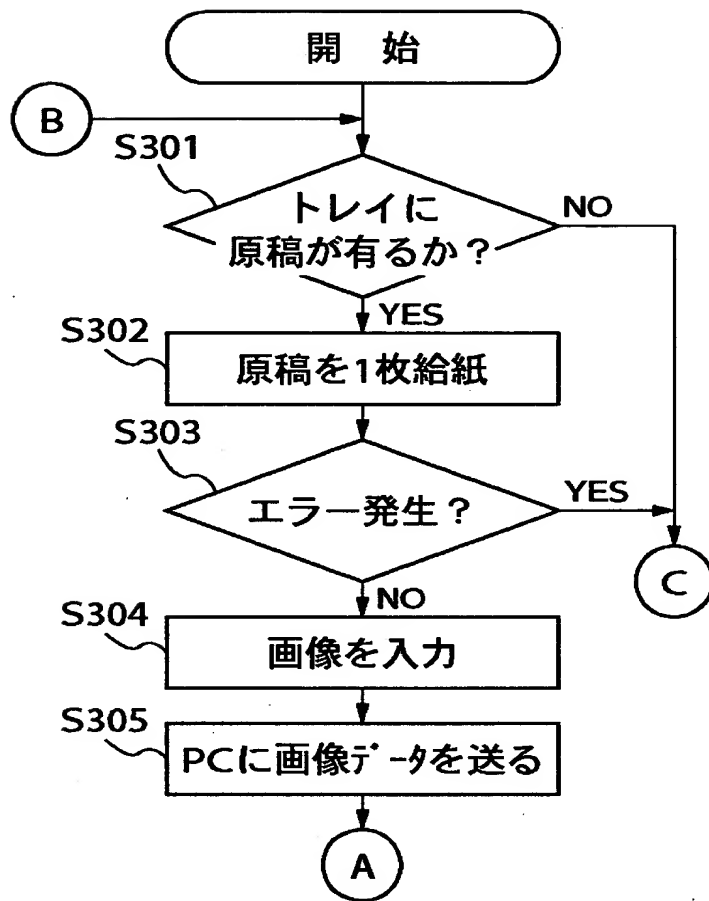 開 始
B
S301
トレイに
原稿が有るか?
NO
YES
S302
原稿を1枚給紙
S303
エラー発生?
YES
C
NO
S304
画像を入力
S305
PCに画像データを送る
A